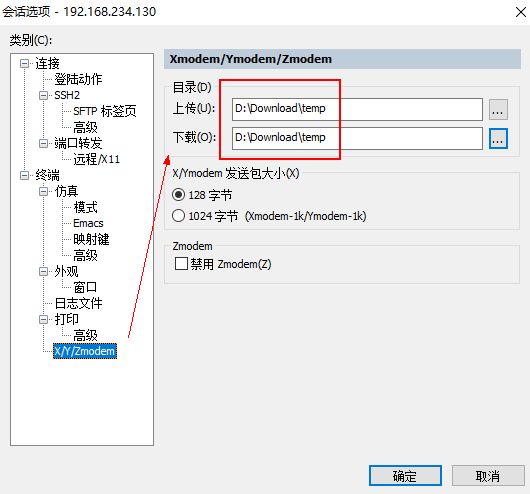 会话选项 - 192.168.234.130
类别(C):
连接
登陆动作
SSH2
SFTP 标签页
高级
端口转发
远程/X11
终端
仿真
模式
Emacs
映射键
高级
外观
窗口
日志文件
打印
高级
X/Y/Zmodem
Xmodem/Ymodem/Zmodem
目录(D)
上传(U): D:\Download\temp ...
下载(O): D:\Download\temp ...
X/Ymodem 发送包大小(X)
128 字节
1024 字节 (Xmodem-1k/Ymodem-1k)
Zmodem
禁用 Zmodem(Z)
确定 取消